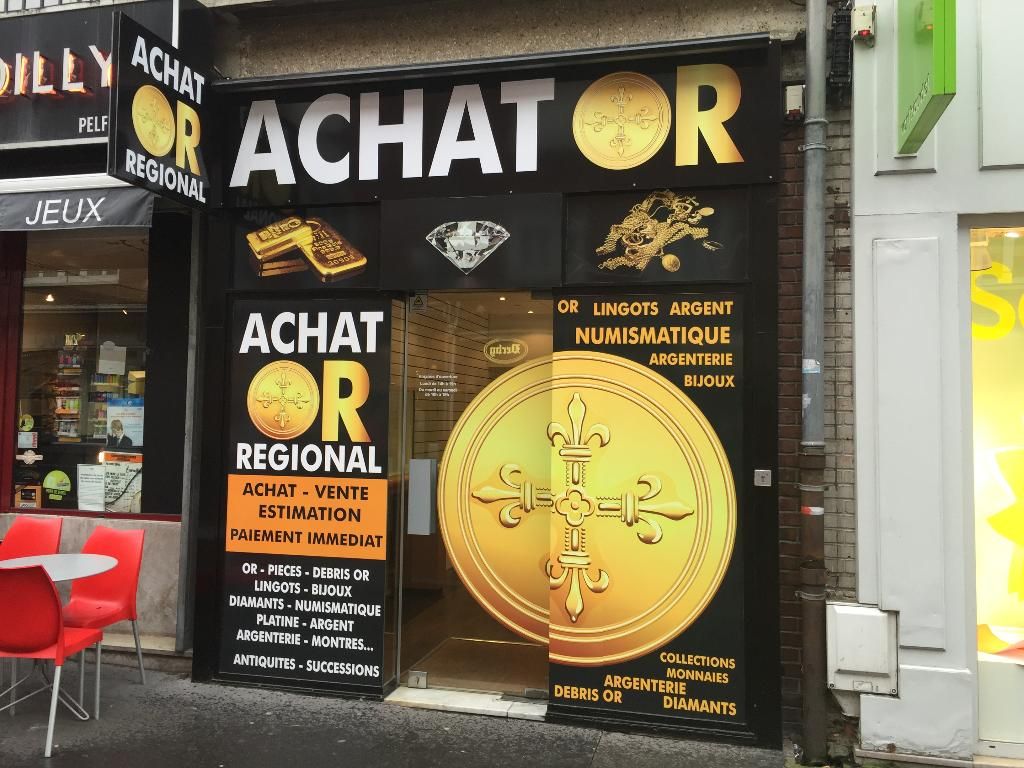 DILLY
PELF
JEUX
ACHAT
OR
REGIONAL
ACHAT OR
ACHAT
OR
REGIONAL
ACHAT - VENTE
ESTIMATION
PAIEMENT IMMEDIAT
OR - PIECES - DEBRIS OR
LINGOTS - BIJOUX
DIAMANTS - NUMISMATIQUE
PLATINE - ARGENT
ARGENTERIE - MONTRES...
ANTIQUITES - SUCCESSIONS
Derby
OR LINGOTS ARGENT
NUMISMATIQUE
ARGENTERIE
BIJOUX
COLLECTIONS
MONNAIES
ARGENTERIE
DEBRIS OR DIAMANTS